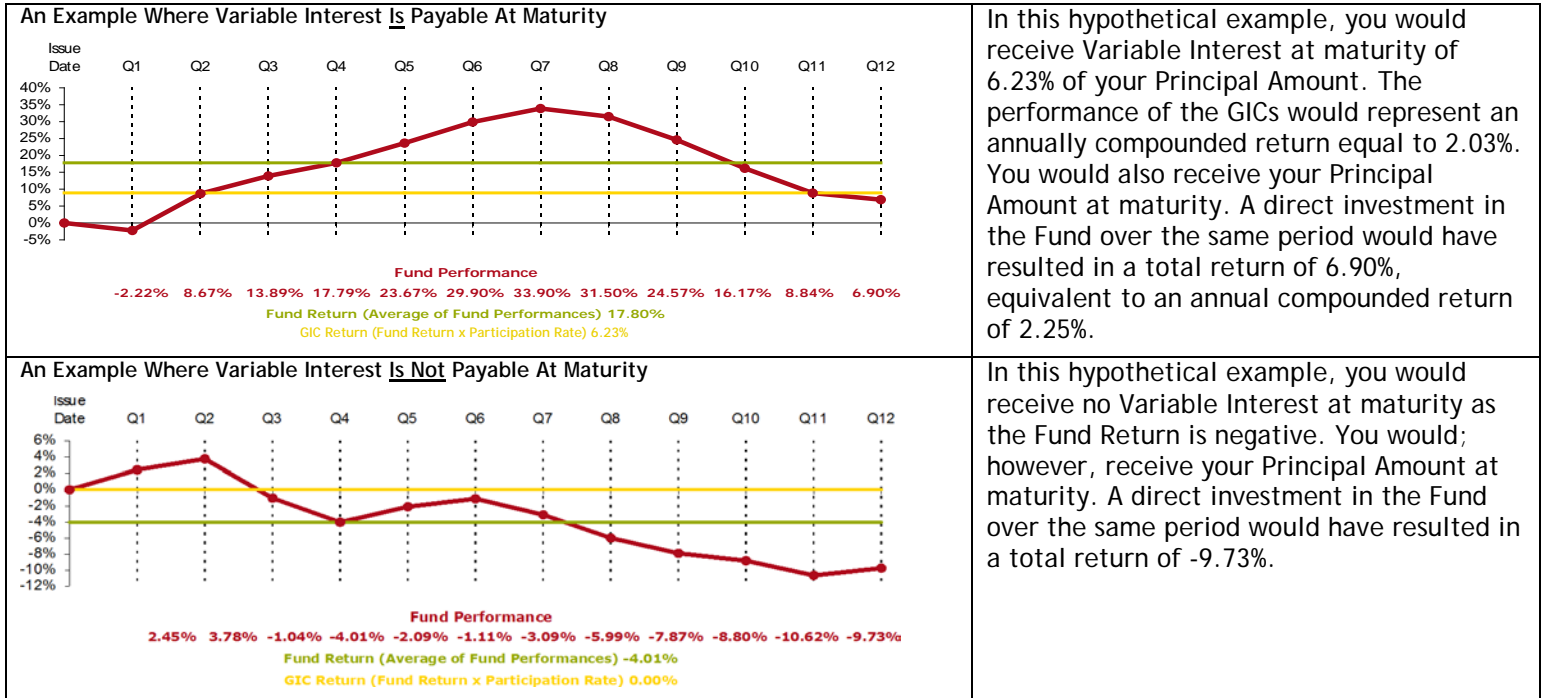 An Example Where Variable Interest Is Payable At Maturity
Issue
Date Q1 Q2 Q3 Q4 Q5 Q6 Q7 Q8 Q9 Q10 Q11 Q12
40%
35%
30%
25%
20%
15%
10%
5%
0%
-5%
Fund Performance
-2.22% 8.67% 13.89% 17.79% 23.67% 29.90% 33.90% 31.50% 24.57% 16.17% 8.84% 6.90%
Fund Return (Average of Fund Performances) 17.80%
GIC Return (Fund Return x Participation Rate) 6.23%
In this hypothetical example, you would
receive Variable Interest at maturity of
6.23% of your Principal Amount. The
performance of the GICs would represent an
annually compounded return equal to 2.03%.
You would also receive your Principal
Amount at maturity. A direct investment in
the Fund over the same period would have
resulted in a total return of 6.90%,
equivalent to an annual compounded return
of 2.25%.
An Example Where Variable Interest Is Not Payable At Maturity
Issue
Date Q1 Q2 Q3 Q4 Q5 Q6 Q7 Q8 Q9 Q10 Q11 Q12
6%
4%
2%
0%
-2%
-4%
-6%
-8%
-10%
-12%
Fund Performance
2.45% 3.78% -1.04% -4.01% -2.09% -1.11% -3.09% -5.99% -7.87% -8.80% -10.62% -9.73%
Fund Return (Average of Fund Performances) -4.01%
GIC Return (Fund Return x Participation Rate) 0.00%
In this hypothetical example, you would
receive no Variable Interest at maturity as
the Fund Return is negative. You would;
however, receive your Principal Amount at
maturity. A direct investment in the Fund
over the same period would have resulted in
a total return of -9.73%.